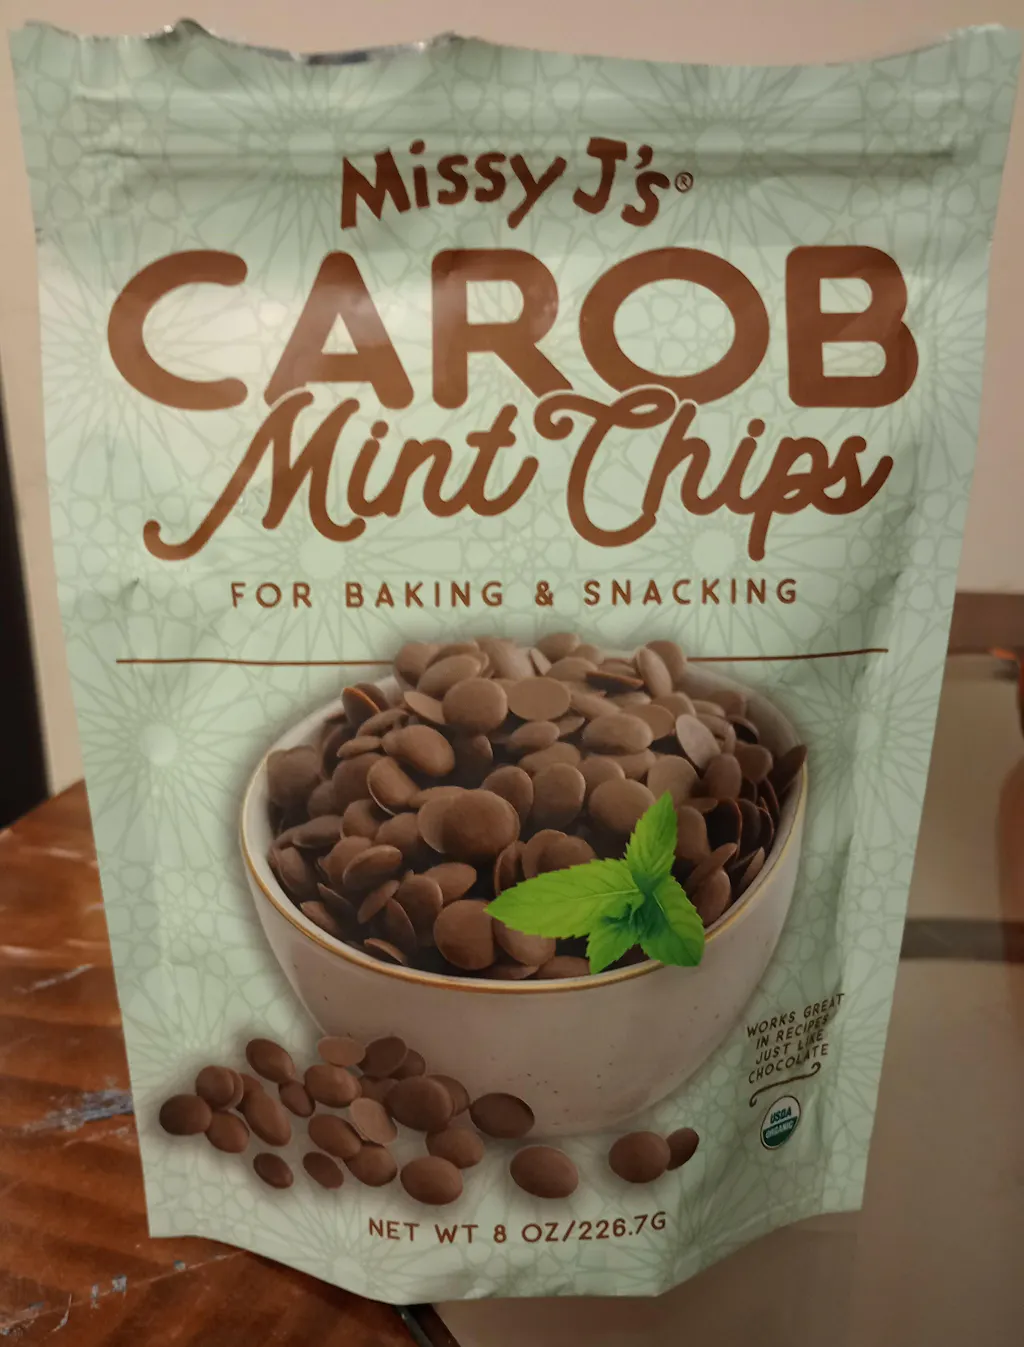 Missy J's®
CAROB
Mint Chips
FOR BAKING & SNACKING
WORKS GREAT
IN RECIPES
JUST LIKE
CHOCOLATE
USDA
ORGANIC
NET WT 8 OZ/226.7G